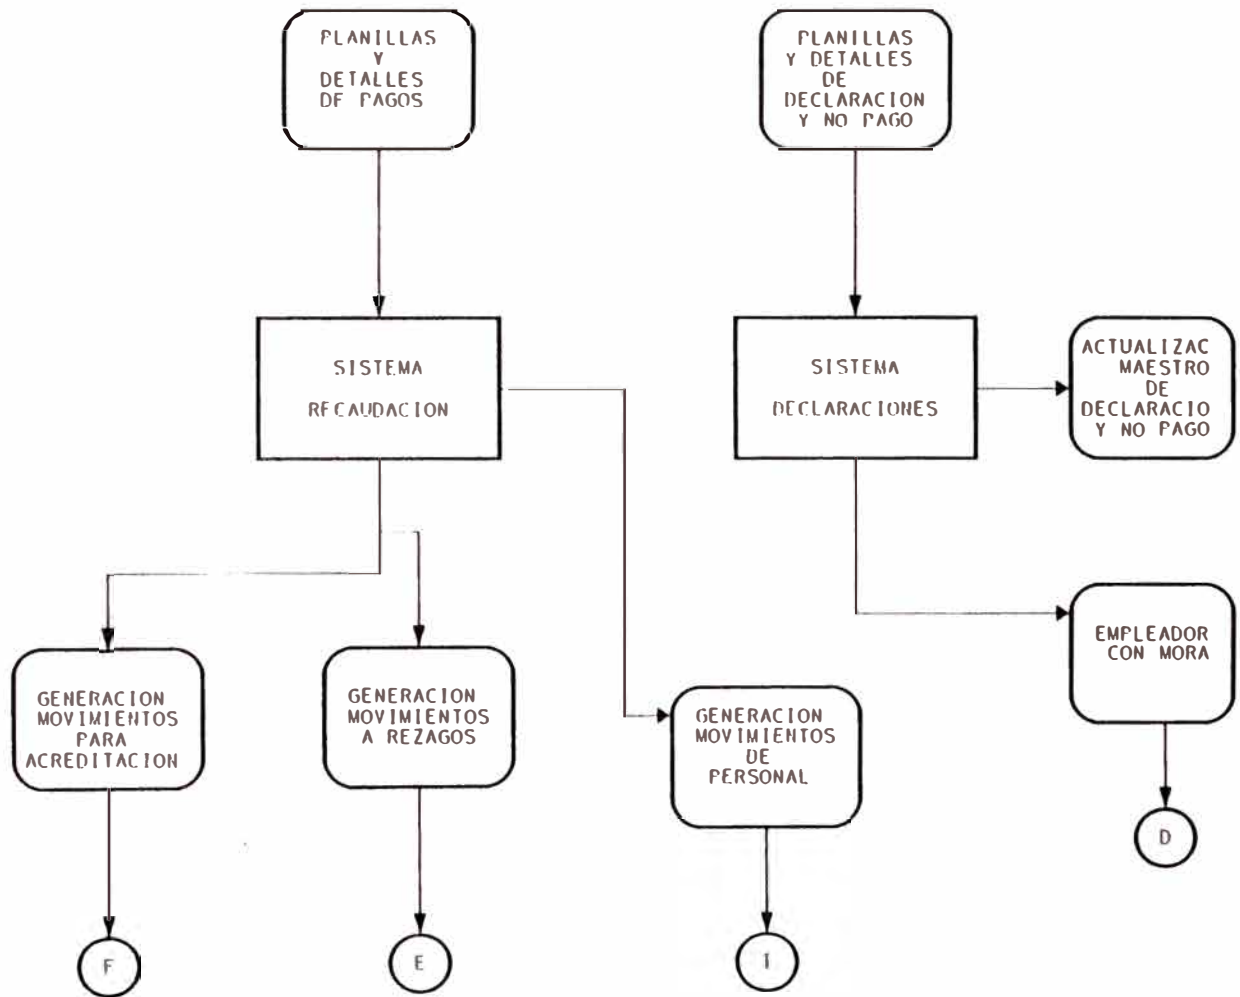 PLANILLAS
Y
DETALLES
DF PAGOS
PLANILLAS
Y DETALLES
DE
DECLARACION
Y NO PAGO
SISTEMA
RECAUDACION
SISTEMA
DECLARACIONES
ACTUALIZAC
MAESTRO
DE
DECLARACIO
Y NO PAGO
EMPLEADOR
CON MORA
GENERACION
MOVIMIENTOS
PARA
ACREDITACION
GENERACION
MOVIMIENTOS
A REZAGOS
GENERACION
MOVIMIENTOS
DE
PERSONAL
D
F
E
I